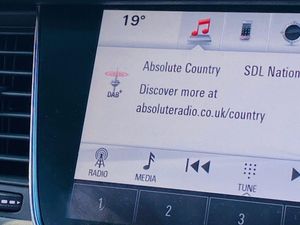 19°
Absolute Country SDL Nation
DAB+
Discover more at
absoluteradio.co.uk/country
RADIO MEDIA TUNE
1 2 3